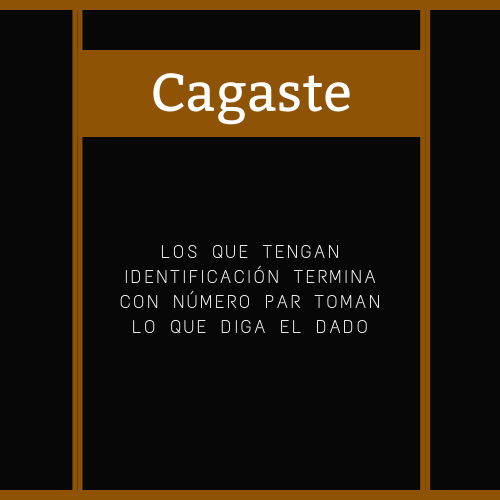 Cagaste
LOS QUE TENGAN
IDENTIFICACIÓN TERMINA
CON NÚMERO PAR TOMAN
LO QUE DIGA EL DADO